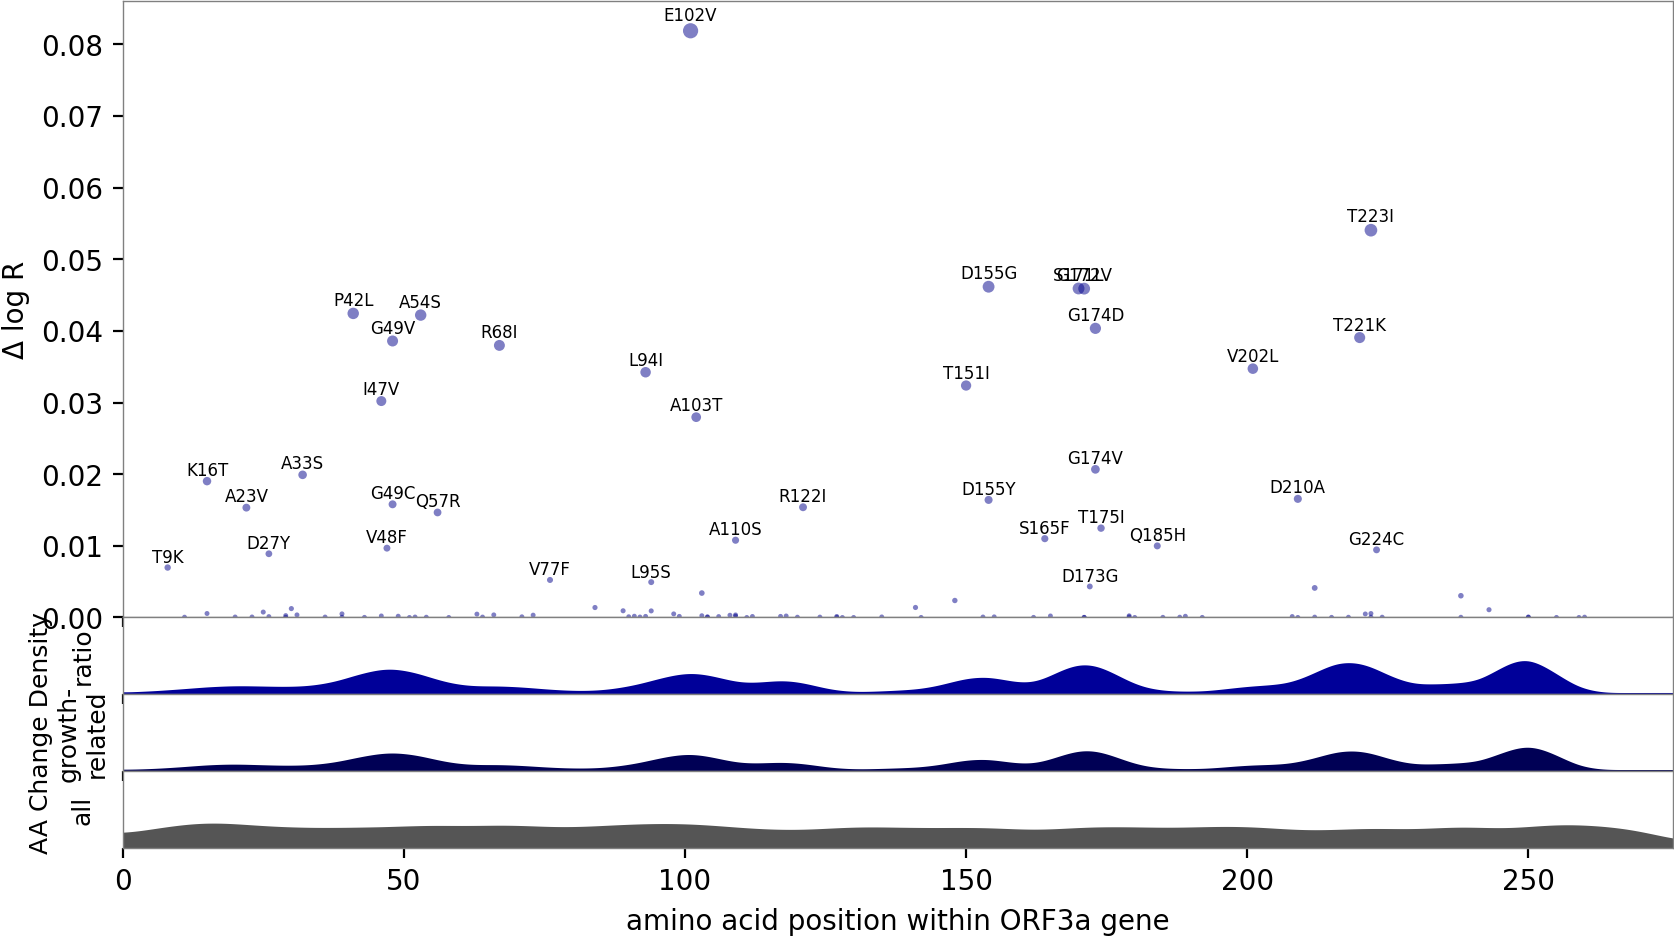 E102V
0.08
0.07
0.06
T223I
0.05
D155G
S171L
G172V
P42L
A54S
G174D
G49V
R68I
T221K
0.04
L94I
V202L
T151I
I47V
A103T
0.03
Δ log R
K16T
A33S
G174V
0.02
A23V
G49C
Q57R
R122I
D155Y
D210A
A110S
S165F
T175I
Q185H
D27Y
V48F
G224C
0.01
T9K
V77F
L95S
D173G
0.00
AA Change Density
ratio
growth-
related
all
0
50
100
150
200
250
amino acid position within ORF3a gene